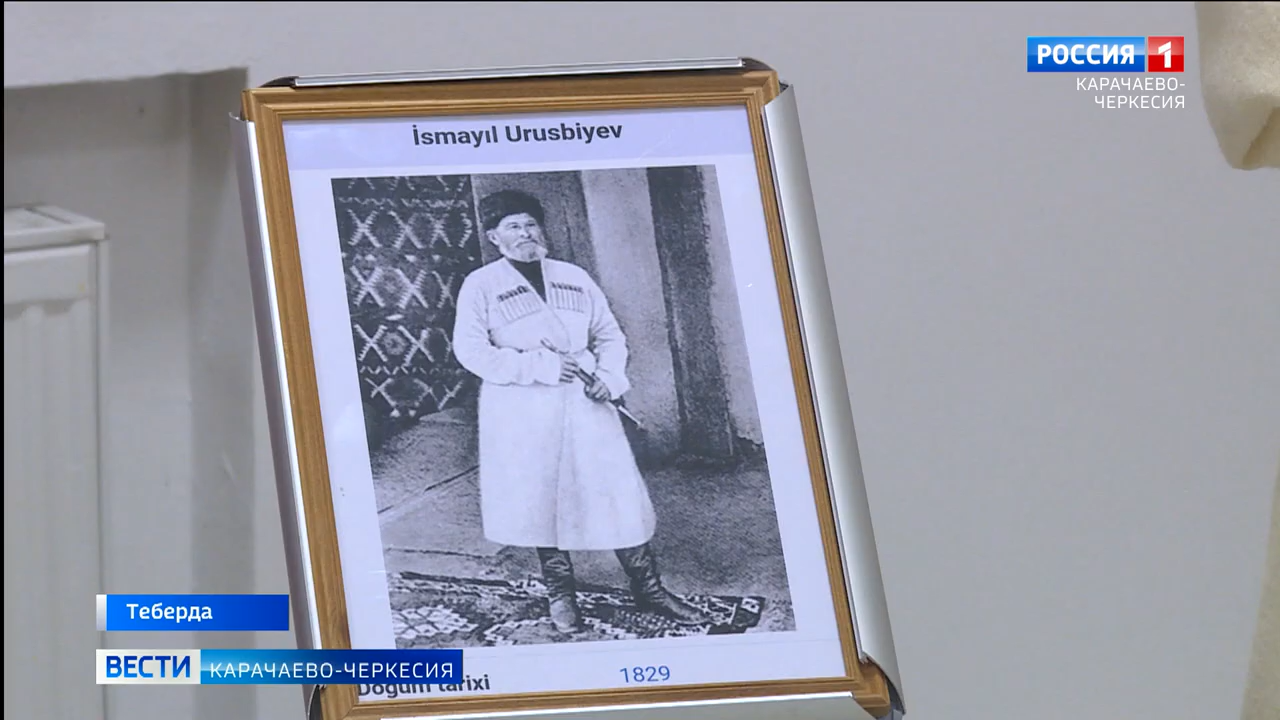 РОССИЯ 1
КАРАЧАЕВО-
ЧЕРКЕСИЯ
İsmayıl Urusbiyev
Doğum tarixi 1829
Теберда
ВЕСТИ КАРАЧАЕВО-ЧЕРКЕСИЯ